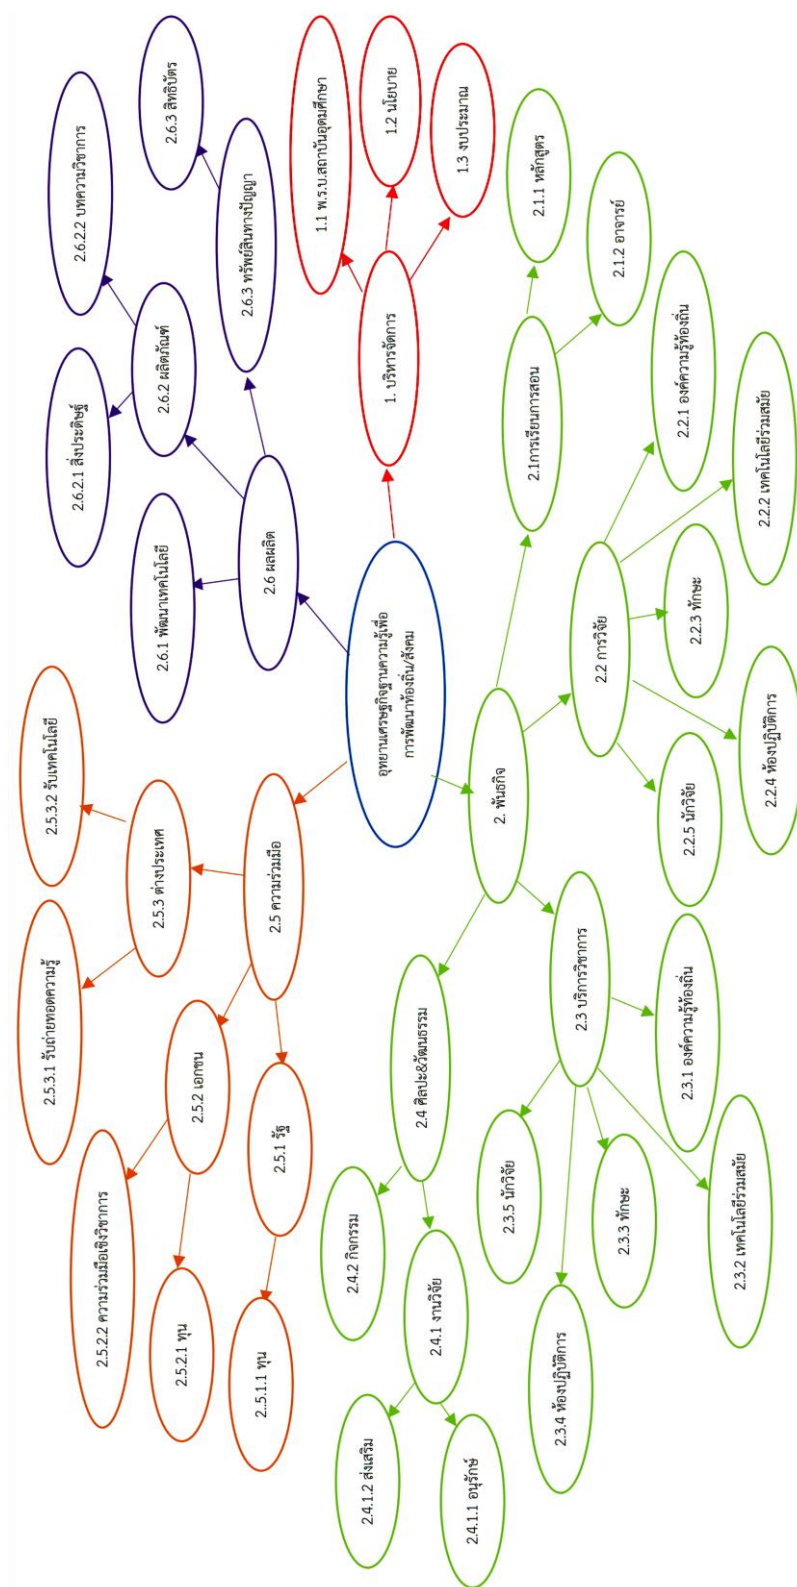 อุทยานเศรษฐกิจฐานความรู้เพื่อ
การพัฒนาท้องถิ่น/สังคม
1. บริหารจัดการ
1.1 พ.ร.บ.สถาบันอุดมศึกษา
1.2 นโยบาย
1.3 งบประมาณ
2. พันธกิจ
2.1การเรียนการสอน
2.1.1 หลักสูตร
2.1.2 อาจารย์
2.2 การวิจัย
2.2.1 องค์ความรู้ท้องถิ่น
2.2.2 เทคโนโลยีร่วมสมัย
2.2.3 ทักษะ
2.2.4 ห้องปฏิบัติการ
2.2.5 นักวิจัย
2.3 บริการวิชาการ
2.3.1 องค์ความรู้ท้องถิ่น
2.3.2 เทคโนโลยีร่วมสมัย
2.3.3 ทักษะ
2.3.4 ห้องปฏิบัติการ
2.3.5 นักวิจัย
2.4 ศิลปะ&วัฒนธรรม
2.4.1 งานวิจัย
2.4.1.1 อนุรักษ์
2.4.1.2 ส่งเสริม
2.4.2 กิจกรรม
2.5 ความร่วมมือ
2.5.1 รัฐ
2..5.1.1 ทุน
2.5.2 เอกชน
2.5.2.1 ทุน
2.5.2.2 ความร่วมมือเชิงวิชาการ
2.5.3 ต่างประเทศ
2.5.3.1 รับถ่ายทอดความรู้
2.5.3.2 รับเทคโนโลยี
2.6 ผลผลิต
2.6.1 พัฒนาเทคโนโลยี
2.6.2 ผลิตภัณฑ์
2.6.2.1 สิ่งประดิษฐ์
2.6.2.2 บทความวิชาการ
2.6.3 ทรัพย์สินทางปัญญา
2.6.3 สิทธิบัตร